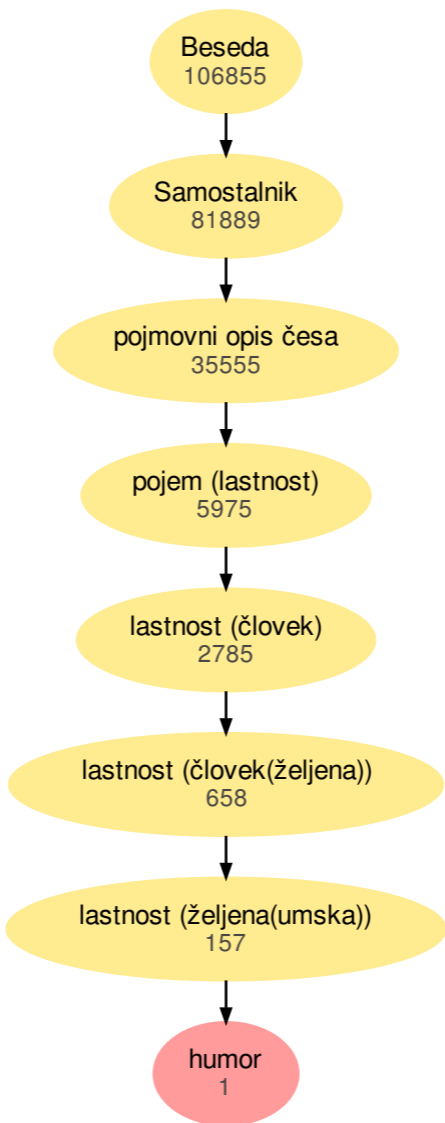 Beseda
106855
Samostalnik
81889
pojmovni opis česa
35555
pojem (lastnost)
5975
lastnost (človek)
2785
lastnost (človek(željena))
658
lastnost (željena(umska))
157
humor
1